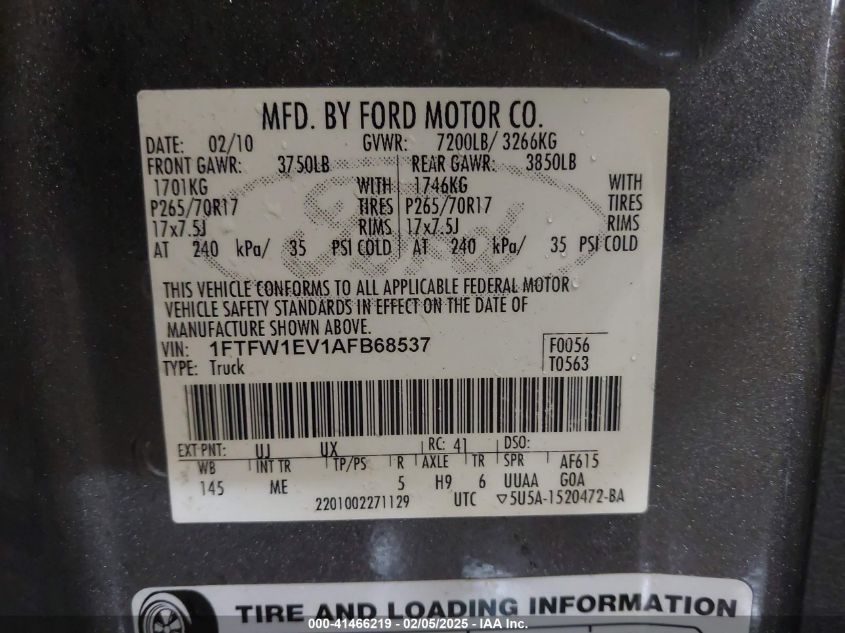 MFD. BY FORD MOTOR CO.
DATE: 02/10 GVWR: 7200LB/ 3266KG
FRONT GAWR: 3750LB REAR GAWR: 3850LB
1701KG WITH 1746KG WITH
P265/70R17 TIRES P265/70R17 TIRES
17x7.5J RIMS 17x7.5J RIMS
AT 240 kPa/ 35 PSI COLD AT 240 kPa/ 35 PSI COLD
THIS VEHICLE CONFORMS TO ALL APPLICABLE FEDERAL MOTOR
VEHICLE SAFETY STANDARDS IN EFFECT ON THE DATE OF
MANUFACTURE SHOWN ABOVE.
VIN: 1FTFW1EV1AFB68537 F0056
TYPE: Truck T0563
EXT PNT: UJ UX RC: 41 DSO:
WB INT TR TP/PS R AXLE TR SPR AF615
145 ME 5 H9 6 UUAA GOA
2201002271129 UTC ▽5U5A-1520472-BA
TIRE AND LOADING INFORMATION
000-41466219 - 02/05/2025 - IAA Inc.